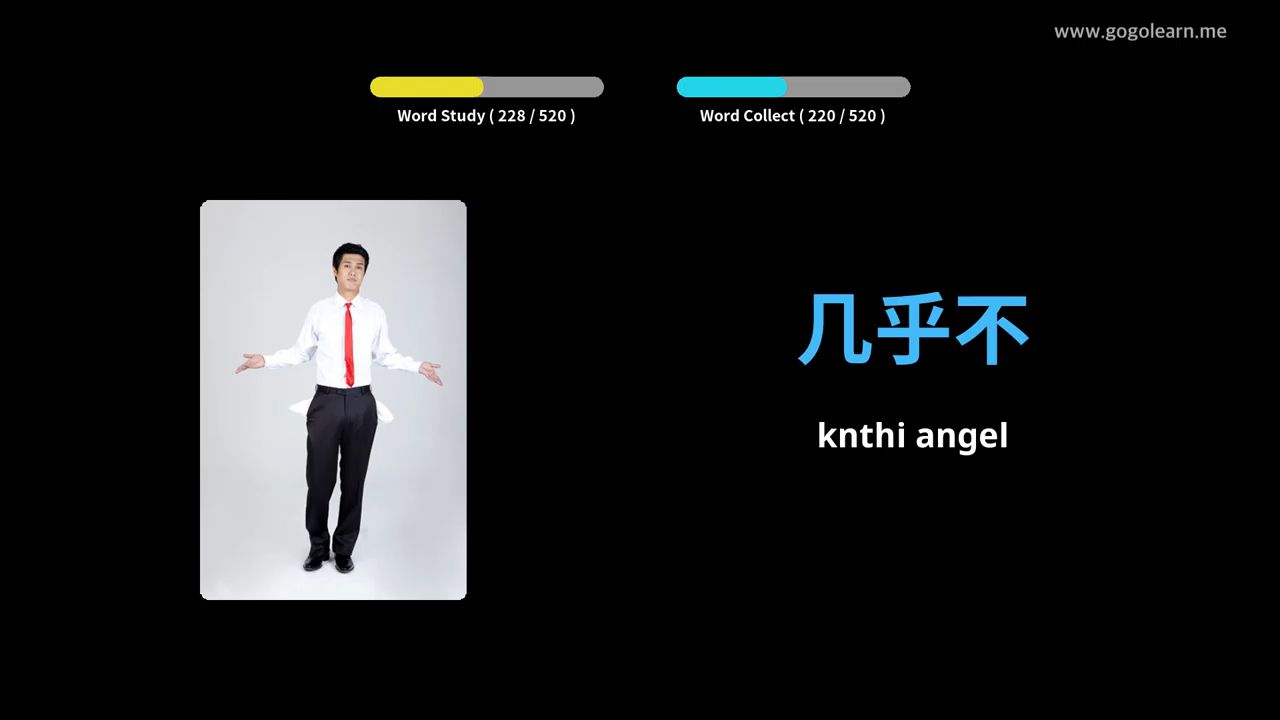 www.gogolearn.me
Word Study ( 228 / 520 )
Word Collect ( 220 / 520 )
几乎不
knthi angel